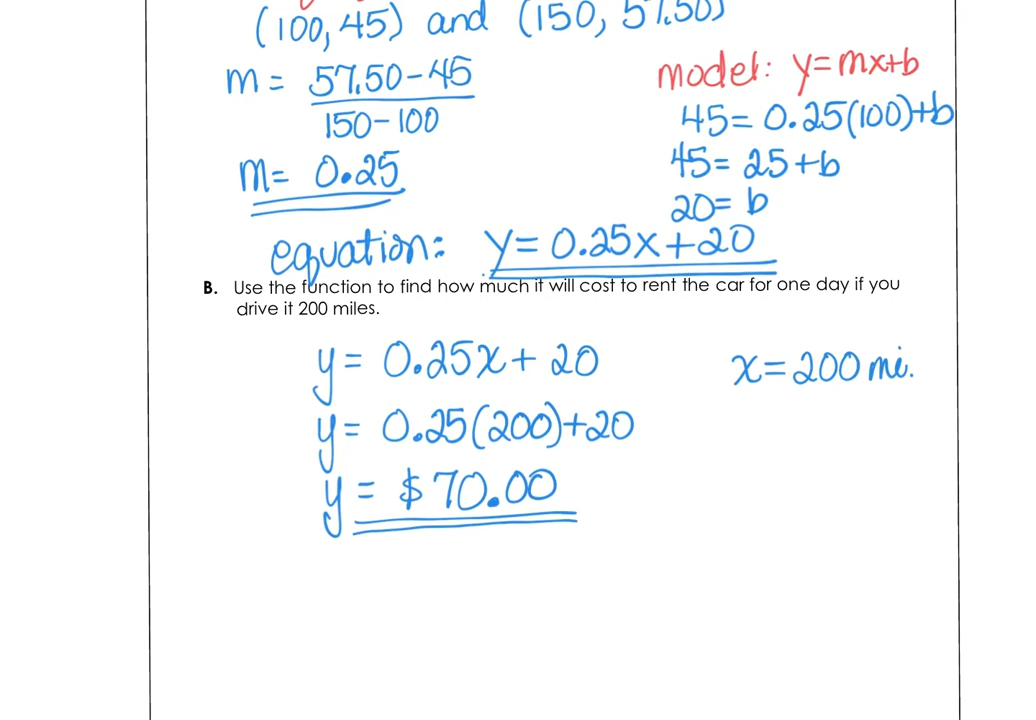 (100, 45) and (150, 57.50)
m = 57.50 - 45
150 - 100
m = 0.25
model: y=mx+b
45 = 0.25(100)+b
45 = 25 + b
20 = b
equation: y = 0.25x + 20
B. Use the function to find how much it will cost to rent the car for one day if you
drive it 200 miles.
y = 0.25x + 20
x = 200 mi.
y = 0.25(200)+20
y = $70.00